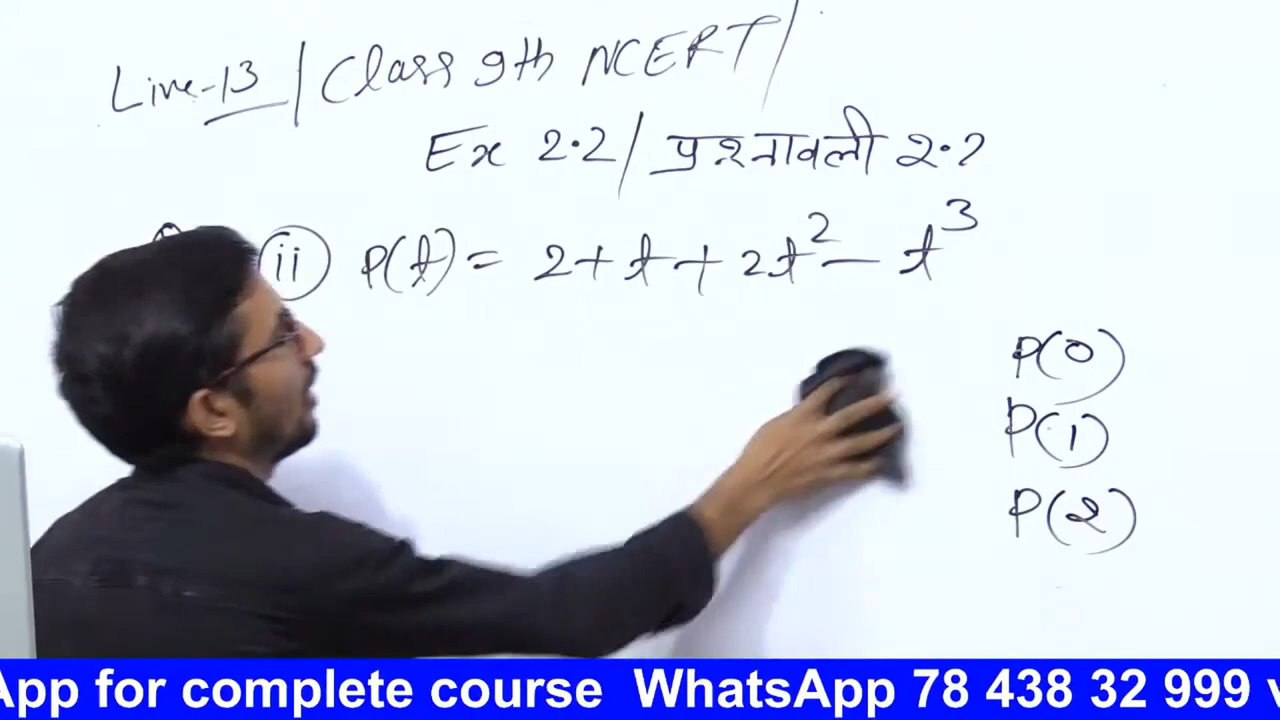 Live-13 / Class 9th NCERT /
Ex 2.2 / प्रश्नावली 2.2
ii P(t) = 2 + t + 2t² - t³
P(0)
P(1)
P(2)
App for complete course WhatsApp 78 438 32 999